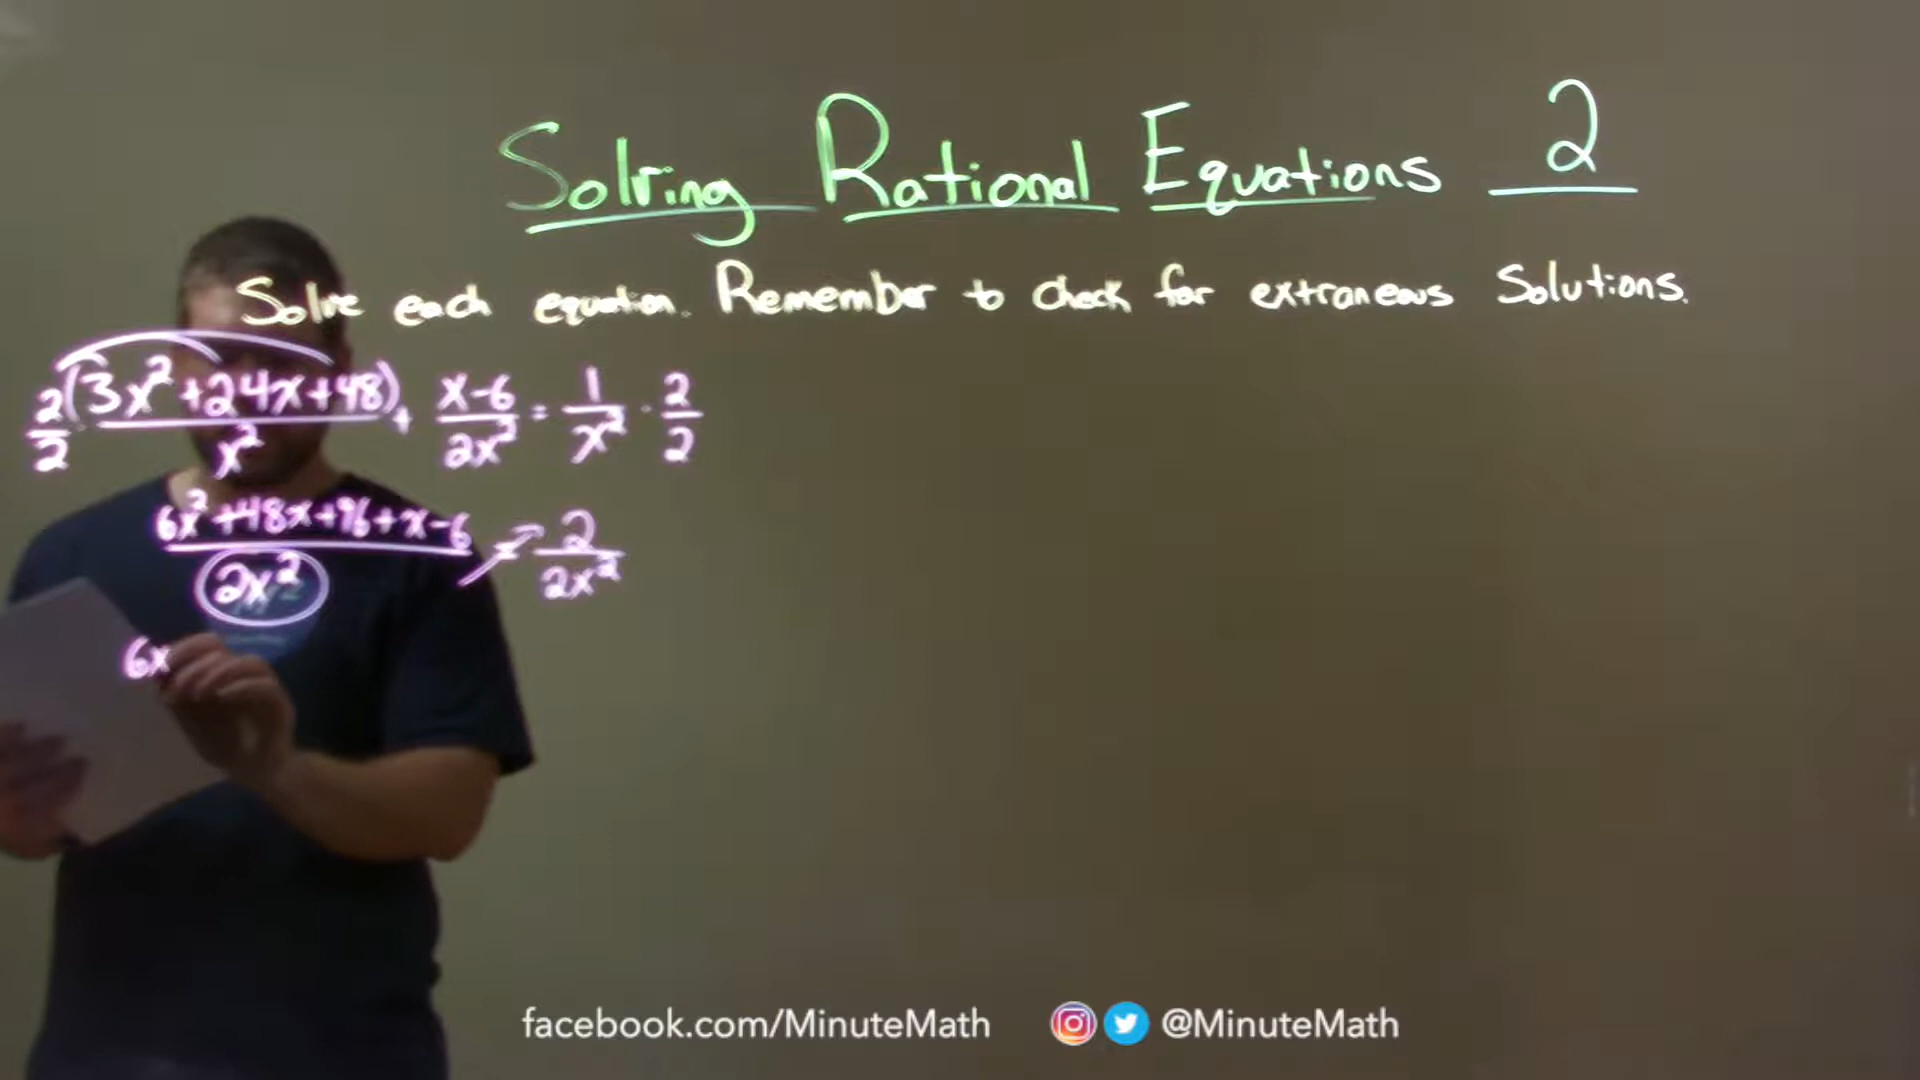 Solving Rational Equations 2
Solve each equation. Remember to check for extraneous Solutions.
2/2 · (3x²+24x+48)/x² + (x-6)/2x² = 1/x² · 2/2
(6x²+48x+96+x-6)/2x² = 2/2x²
6x
facebook.com/MinuteMath @MinuteMath